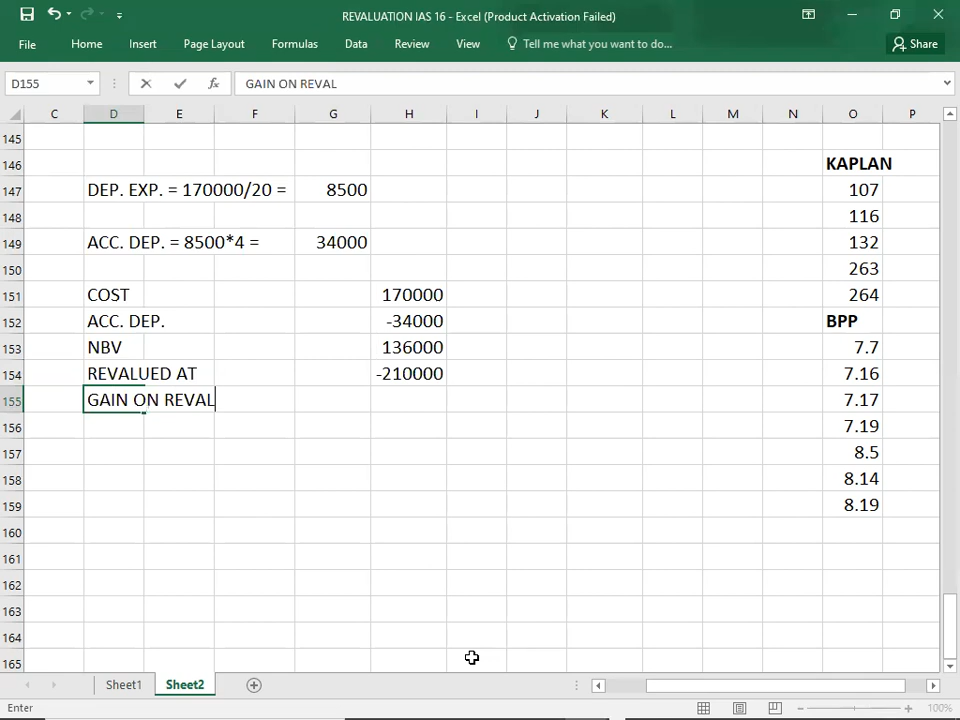 REVALUATION IAS 16 - Excel (Product Activation Failed)
File Home Insert Page Layout Formulas Data Review View Tell me what you want to do... Share
D155 fx GAIN ON REVAL
C D E F G H I J K L M N O P
145
146 KAPLAN
147 DEP. EXP. = 170000/20 = 8500 107
148 116
149 ACC. DEP. = 8500*4 = 34000 132
150 263
151 COST 170000 264
152 ACC. DEP. -34000 BPP
153 NBV 136000 7.7
154 REVALUED AT -210000 7.16
155 GAIN ON REVAL 7.17
156 7.19
157 8.5
158 8.14
159 8.19
160
161
162
163
164
165
Sheet1 Sheet2
Enter 100%